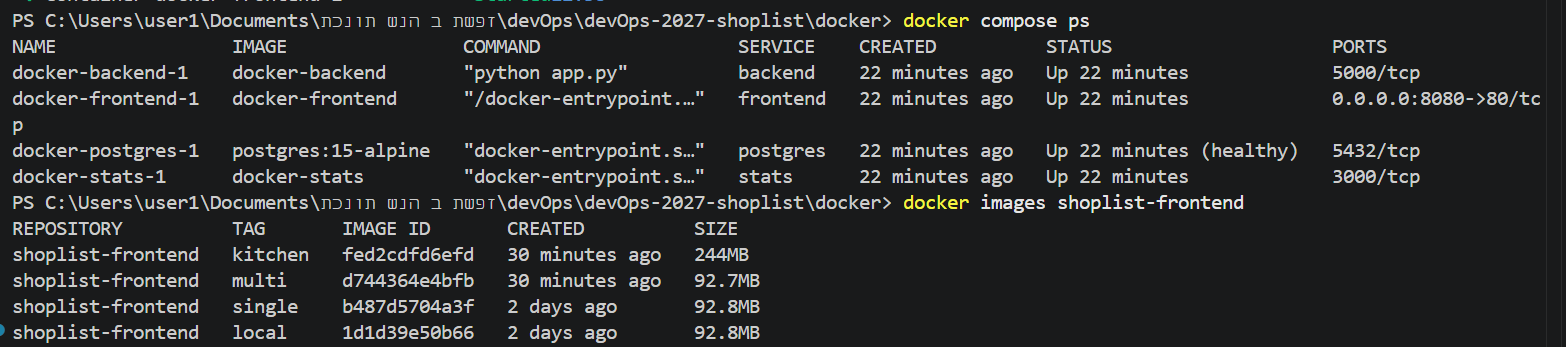 PS C:\Users\user1\Documents\תכנות שנה ב תשפז\devOps\devOps-2027-shoplist\docker> docker compose ps
NAME IMAGE COMMAND SERVICE CREATED STATUS PORTS
docker-backend-1 docker-backend "python app.py" backend 22 minutes ago Up 22 minutes 5000/tcp
docker-frontend-1 docker-frontend "/docker-entrypoint.…" frontend 22 minutes ago Up 22 minutes 0.0.0.0:8080->80/tc
p
docker-postgres-1 postgres:15-alpine "docker-entrypoint.s…" postgres 22 minutes ago Up 22 minutes (healthy) 5432/tcp
docker-stats-1 docker-stats "docker-entrypoint.s…" stats 22 minutes ago Up 22 minutes 3000/tcp
PS C:\Users\user1\Documents\תכנות שנה ב תשפז\devOps\devOps-2027-shoplist\docker> docker images shoplist-frontend
REPOSITORY TAG IMAGE ID CREATED SIZE
shoplist-frontend kitchen fed2cdfd6efd 30 minutes ago 244MB
shoplist-frontend multi d744364e4bfb 30 minutes ago 92.7MB
shoplist-frontend single b487d5704a3f 2 days ago 92.8MB
shoplist-frontend local 1d1d39e50b66 2 days ago 92.8MB